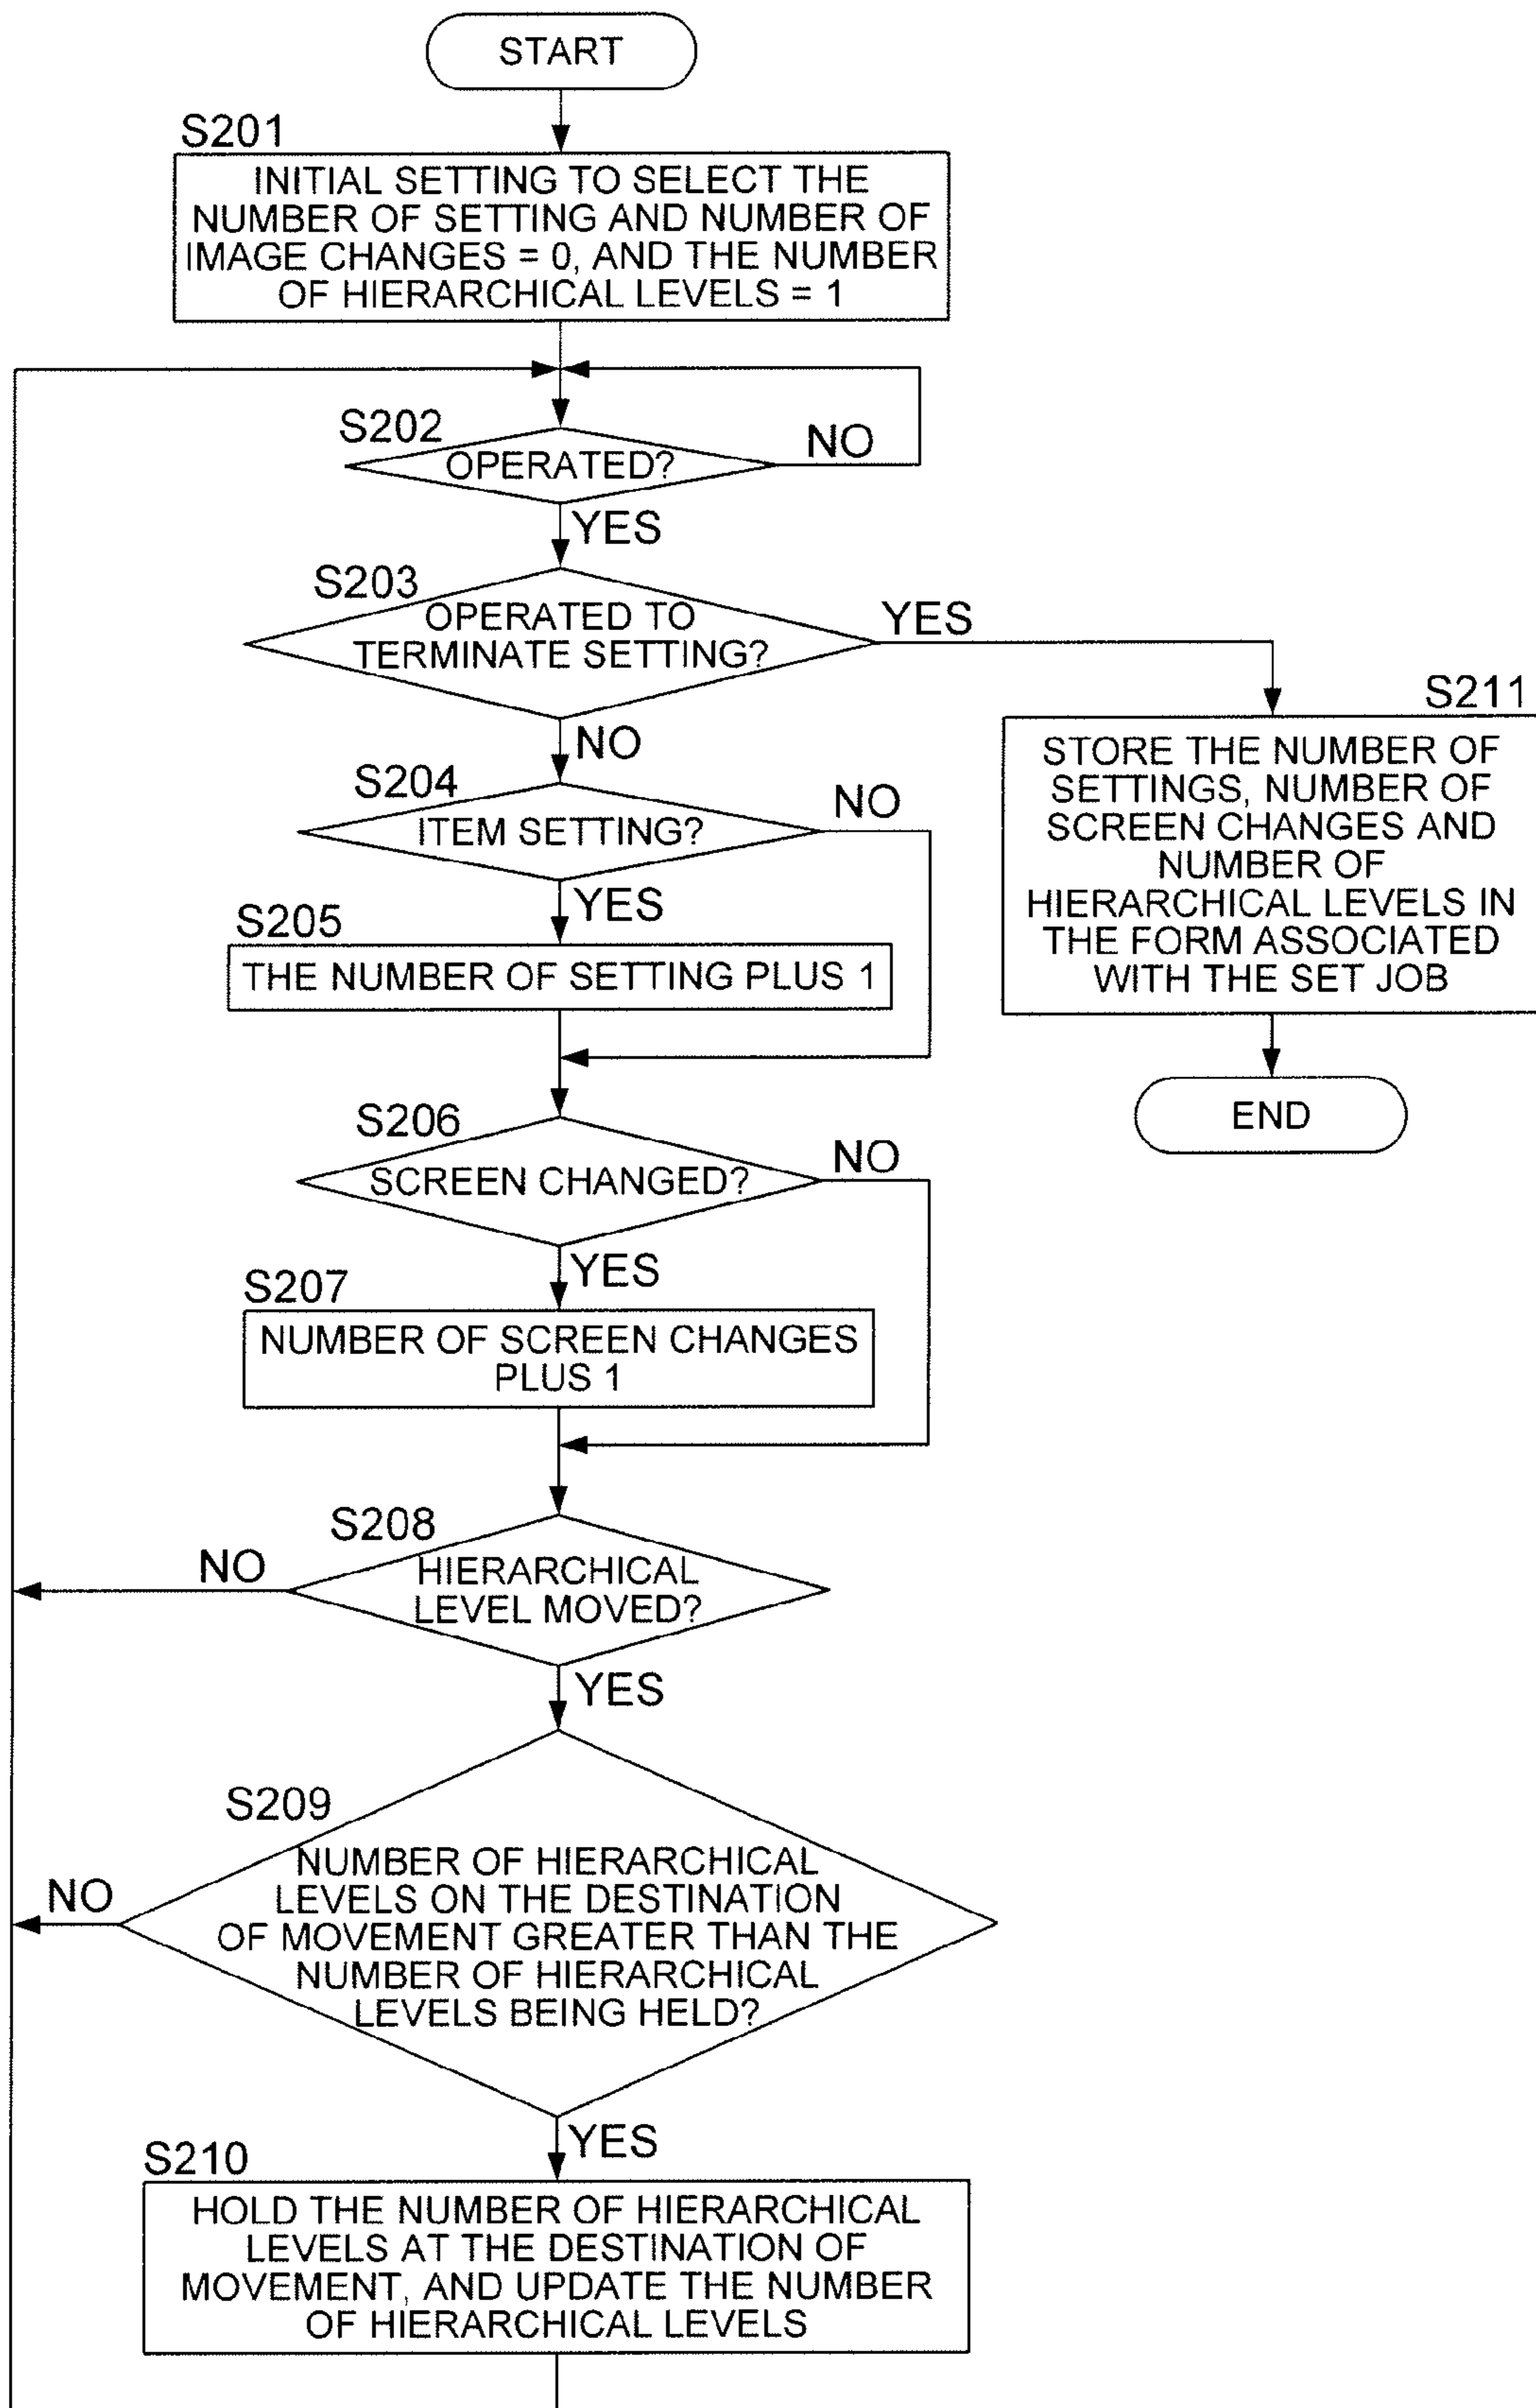 START
S201
INITIAL SETTING TO SELECT THE
NUMBER OF SETTING AND NUMBER OF
IMAGE CHANGES = 0, AND THE NUMBER
OF HIERARCHICAL LEVELS = 1
S202
OPERATED?
NO
YES
S203
OPERATED TO
TERMINATE SETTING?
YES
NO
S211
STORE THE NUMBER OF
SETTINGS, NUMBER OF
SCREEN CHANGES AND
NUMBER OF
HIERARCHICAL LEVELS IN
THE FORM ASSOCIATED
WITH THE SET JOB
END
S204
ITEM SETTING?
NO
YES
S205
THE NUMBER OF SETTING PLUS 1
S206
SCREEN CHANGED?
NO
YES
S207
NUMBER OF SCREEN CHANGES
PLUS 1
S208
HIERARCHICAL
LEVEL MOVED?
NO
YES
S209
NUMBER OF HIERARCHICAL
LEVELS ON THE DESTINATION
OF MOVEMENT GREATER THAN THE
NUMBER OF HIERARCHICAL
LEVELS BEING HELD?
NO
YES
S210
HOLD THE NUMBER OF HIERARCHICAL
LEVELS AT THE DESTINATION OF
MOVEMENT, AND UPDATE THE NUMBER
OF HIERARCHICAL LEVELS